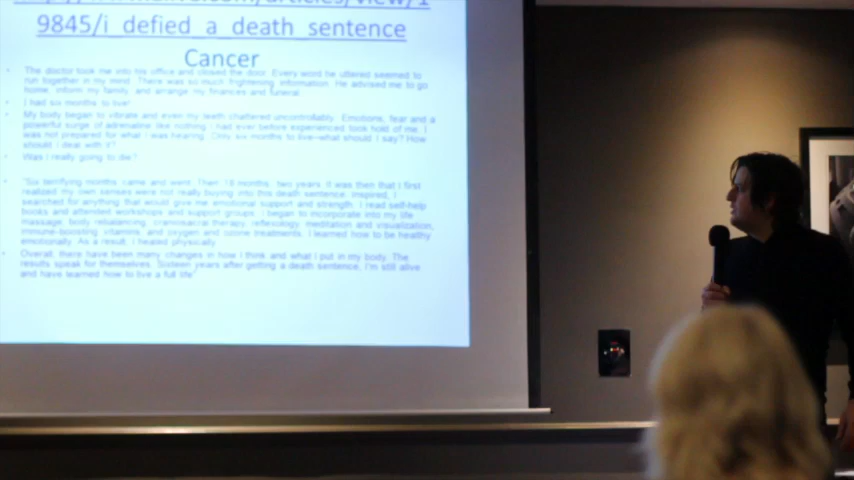 9845/i_defied_a_death_sentence
Cancer
The doctor took me into his office and closed the door. Every word he uttered seemed to
run together in my mind. There was so much frightening information. He advised me to go
home, inform my family, and arrange my finances and funeral.
I had six months to live!
My body began to vibrate and even my teeth chattered uncontrollably. Emotions, fear and a
powerful surge of adrenaline like nothing I had ever before experienced took hold of me. I
was not prepared for what I was hearing. Only six months to live--what should I say? How
should I deal with it?
Was I really going to die?
"Six terrifying months came and went. Then 18 months, two years. It was then that I first
realized my own senses were not really buying into this death sentence. Inspired, I
searched for anything that would give me emotional support and strength. I read self-help
books and attended workshops and support groups. I began to incorporate into my life
massage, body rebalancing, craniosacral therapy, reflexology, meditation and visualization,
immune-boosting vitamins, and oxygen and ozone treatments. I learned how to be healthy
emotionally. As a result, I healed physically.
Overall, there have been many changes in how I think and what I put in my body. The
results speak for themselves. Sixteen years after getting a death sentence, I'm still alive
and have learned how to live a full life"